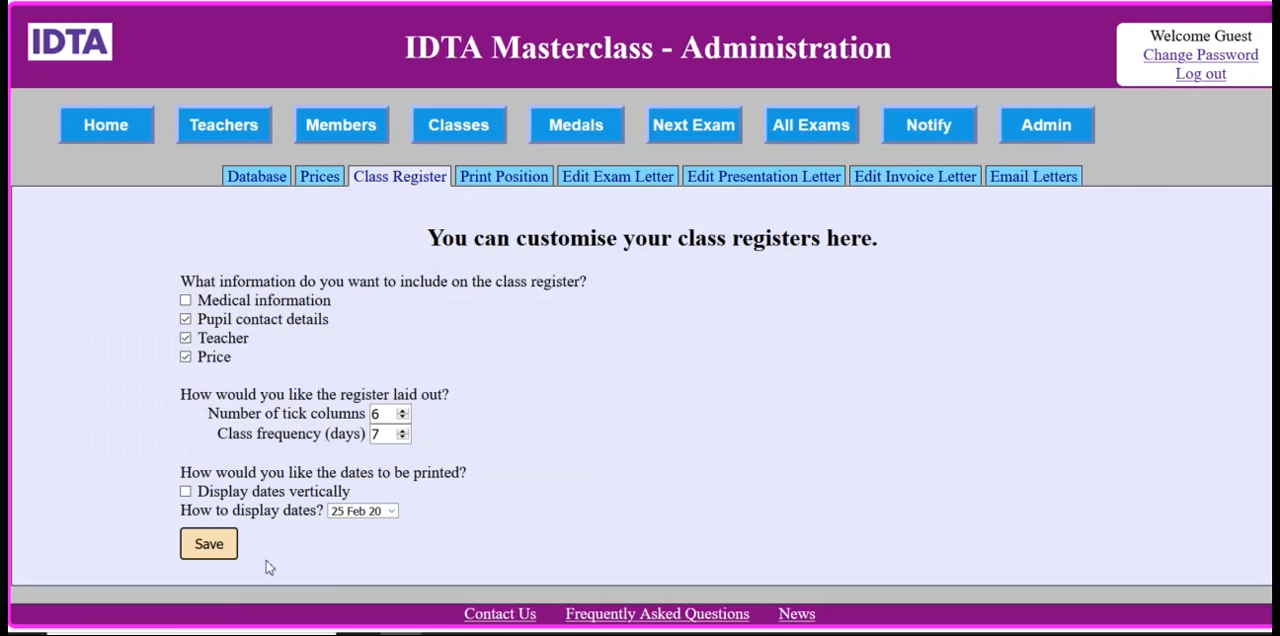 IDTA
IDTA Masterclass - Administration
Welcome Guest
Change Password
Log out
Home Teachers Members Classes Medals Next Exam All Exams Notify Admin
Database Prices Class Register Print Position Edit Exam Letter Edit Presentation Letter Edit Invoice Letter Email Letters
You can customise your class registers here.
What information do you want to include on the class register?
Medical information
Pupil contact details
Teacher
Price
How would you like the register laid out?
Number of tick columns 6
Class frequency (days) 7
How would you like the dates to be printed?
Display dates vertically
How to display dates? 25 Feb 20
Save
Contact Us Frequently Asked Questions News